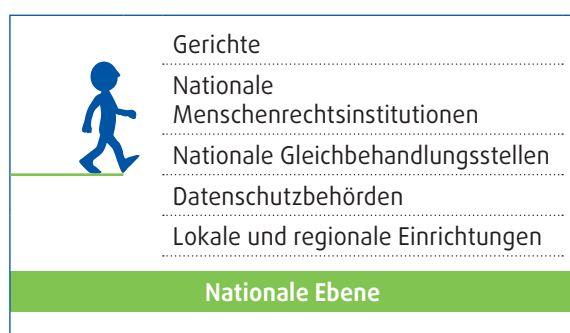 Gerichte
Nationale
Menschenrechtsinstitutionen
Nationale Gleichbehandlungsstellen
Datenschutzbehörden
Lokale und regionale Einrichtungen
Nationale Ebene